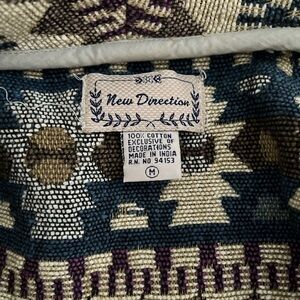 New Direction
100% COTTON
EXCLUSIVE OF
DECORATIONS
MADE IN INDIA
R.N. NO 94153
M